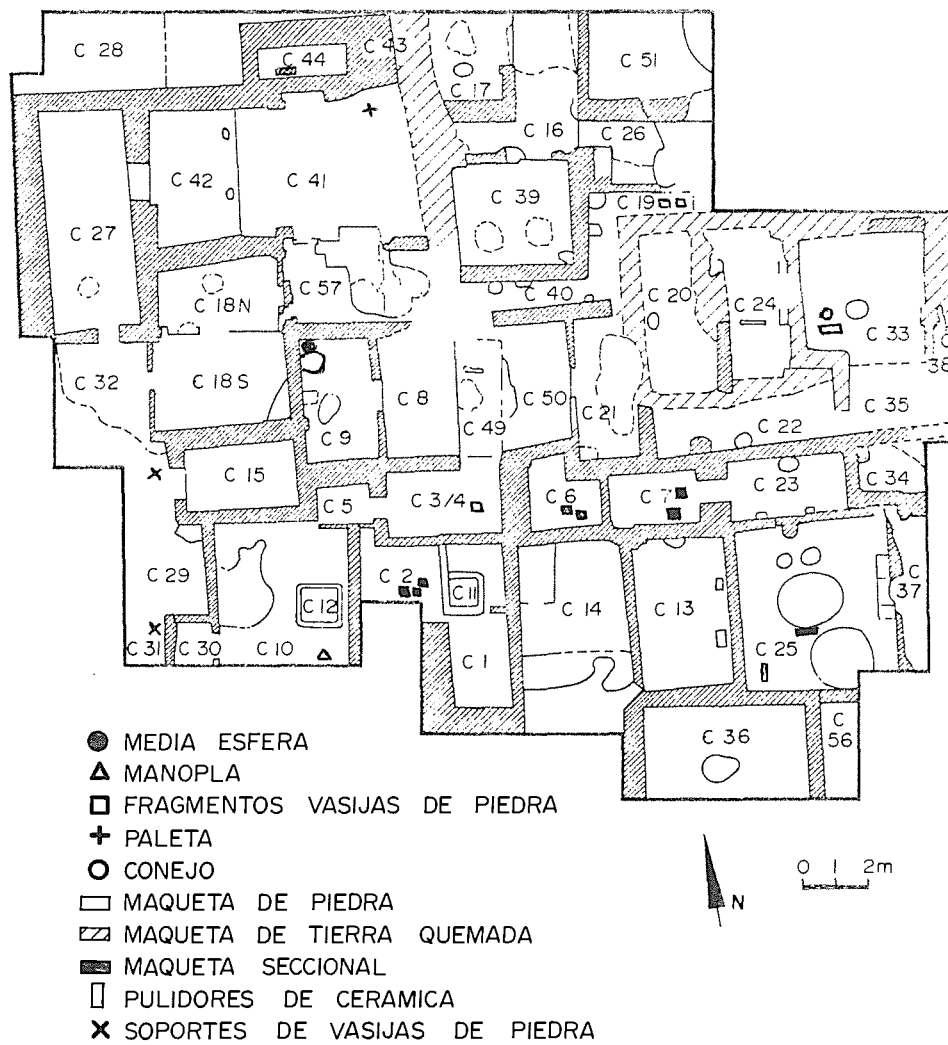 C 28
C 44
C 43
C 17
C 51
C 16
C 26
C 42
C 41
C 39
C 19
C 27
C 40
C 20
C 24
C 57
C 18N
C 33
38
C 32
C 18 S
C 8
C 50
C 35
C 49
C 21
C 22
C 9
C 15
C 5
C 3/4
C 6
C 7
C 23
C 34
C 29
C 2
C 11
C 12
C 14
C 13
C 37
C 31
C 30
C 10
C 1
C 25
C 36
C 56
MEDIA ESFERA
MANOPLA
FRAGMENTOS VASIJAS DE PIEDRA
PALETA
CONEJO
0 1 2m
MAQUETA DE PIEDRA
N
MAQUETA DE TIERRA QUEMADA
MAQUETA SECCIONAL
PULIDORES DE CERAMICA
SOPORTES DE VASIJAS DE PIEDRA